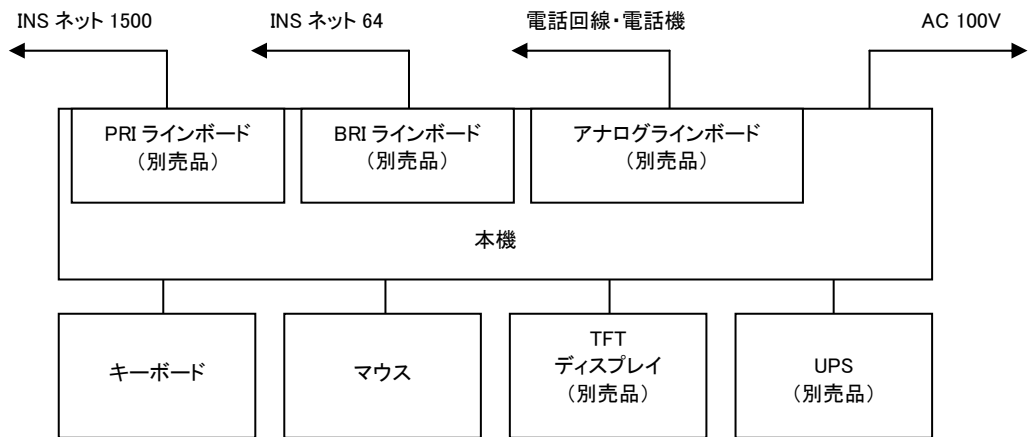 INS ネット 1500
INS ネット 64
電話回線・電話機
AC 100V
PRI ラインボード
（別売品）
BRI ラインボード
（別売品）
アナログラインボード
（別売品）
本機
キーボード
マウス
TFT
ディスプレイ
（別売品）
UPS
（別売品）